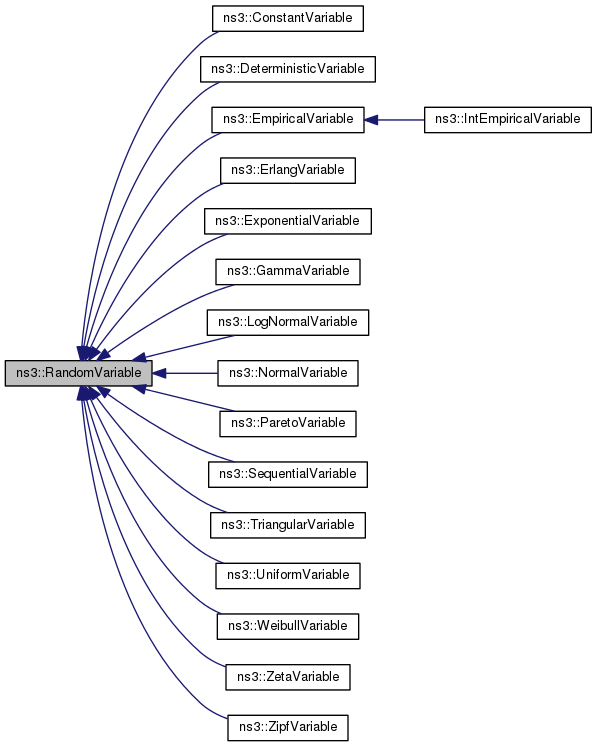 ns3::ConstantVariable
ns3::DeterministicVariable
ns3::EmpiricalVariable
ns3::IntEmpiricalVariable
ns3::ErlangVariable
ns3::ExponentialVariable
ns3::GammaVariable
ns3::LogNormalVariable
ns3::RandomVariable
ns3::NormalVariable
ns3::ParetoVariable
ns3::SequentialVariable
ns3::TriangularVariable
ns3::UniformVariable
ns3::WeibullVariable
ns3::ZetaVariable
ns3::ZipfVariable